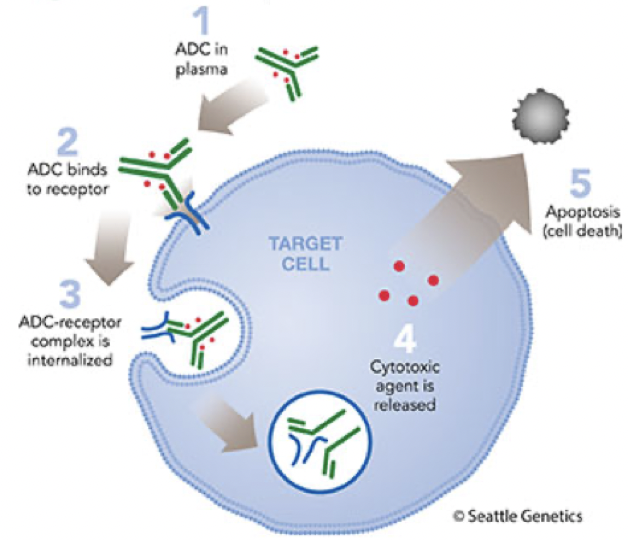 1
ADC in
plasma
2
ADC binds
to receptor
3
ADC-receptor
complex is
internalized
TARGET
CELL
4
Cytotoxic
agent is
released
5
Apoptosis
(cell death)
© Seattle Genetics